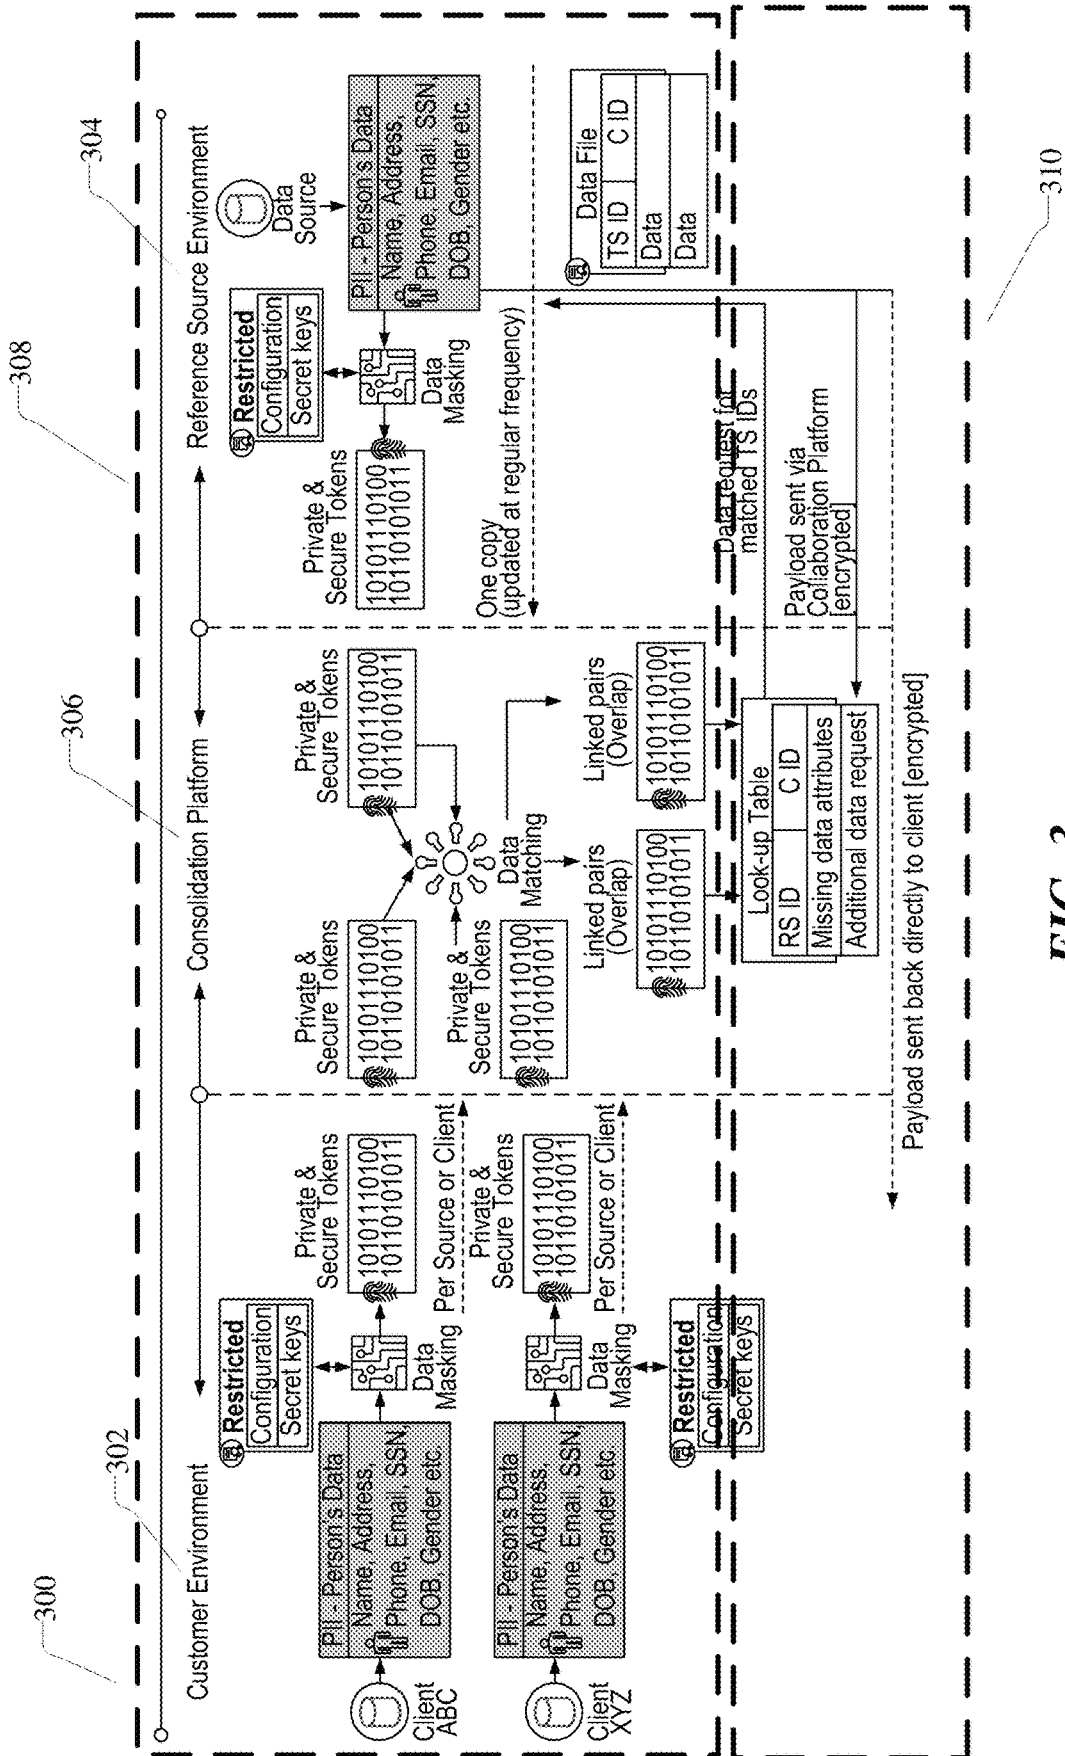 300
302
306
308
304
310
Customer Environment
Consolidation Platform
Reference Source Environment
Client
ABC
PII - Person's Data
Name, Address,
Phone, Email, SSN,
DOB, Gender etc
Restricted
Configuration
Secret keys
Data
Masking
Private &
Secure Tokens
10101110100
10110101011
Per Source or Client
Client
XYZ
PII - Person's Data
Name, Address,
Phone, Email, SSN,
DOB, Gender etc
Data
Masking
Restricted
Configuration
Secret keys
Private &
Secure Tokens
10101110100
10110101011
Per Source or Client
Private &
Secure Tokens
10101110100
10110101011
Private &
Secure Tokens
10101110100
10110101011
Private &
Secure Tokens
10101110100
10110101011
Data
Matching
Linked pairs
(Overlap)
10101110100
10110101011
Linked pairs
(Overlap)
10101110100
10110101011
Look-up Table
RS ID
C ID
Missing data attributes
Additional data request
Private &
Secure Tokens
10101110100
10110101011
Restricted
Configuration
Secret keys
Data
Masking
Data
Source
PII - Person's Data
Name, Address,
Phone, Email, SSN,
DOB, Gender etc
One copy
(updated at regular frequency)
Data File
TS ID
C ID
Data
Data
Data request for
matched TS IDs
Payload sent via
Collaboration Platform
[encrypted]
Payload sent back directly to client [encrypted]